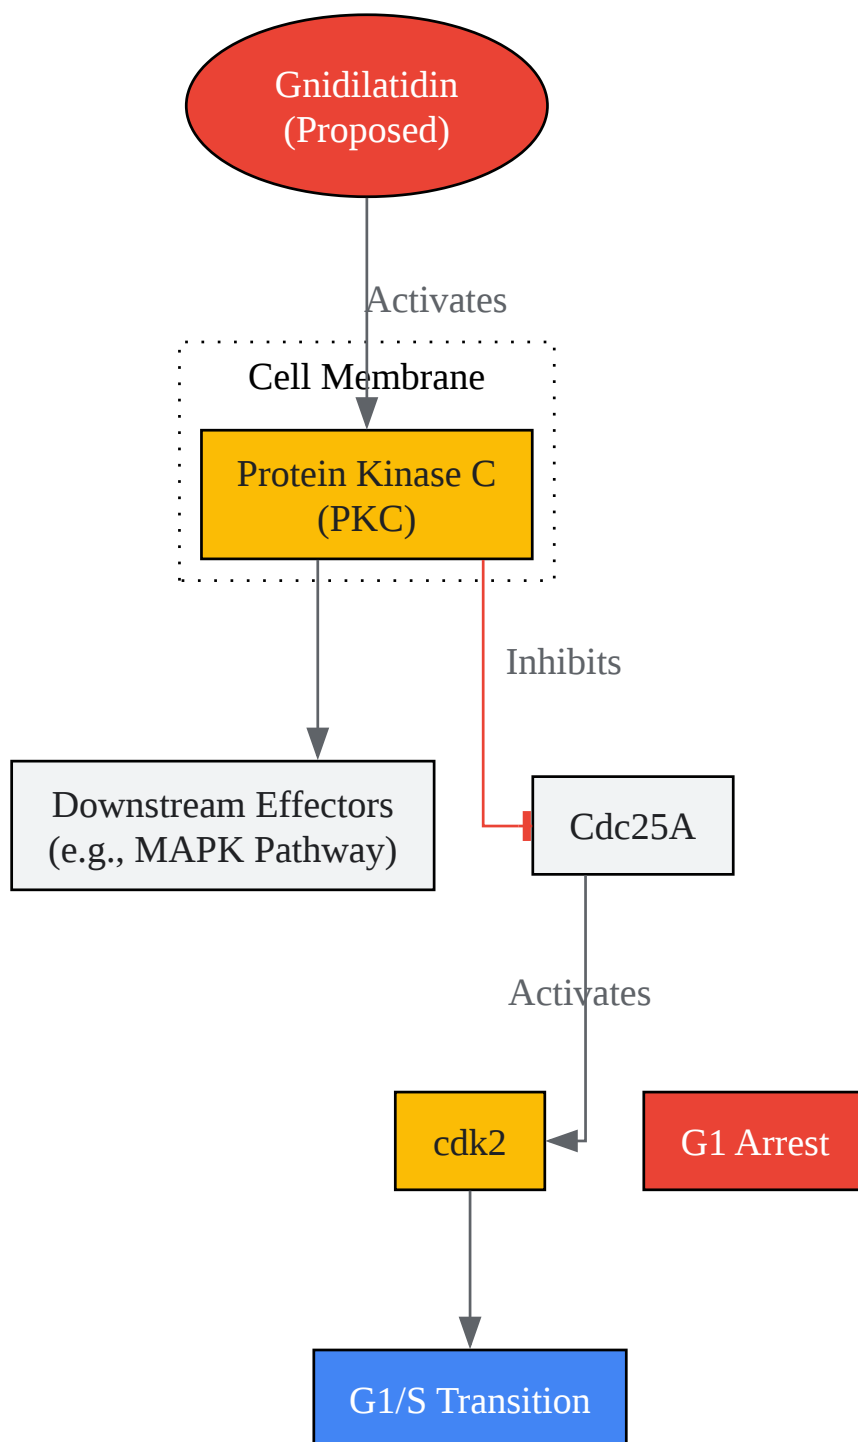 Gnidilatidin
(Proposed)
Activates
Cell Membrane
Protein Kinase C
(PKC)
Inhibits
Downstream Effectors
(e.g., MAPK Pathway)
Cdc25A
Activates
cdk2
G1 Arrest
G1/S Transition